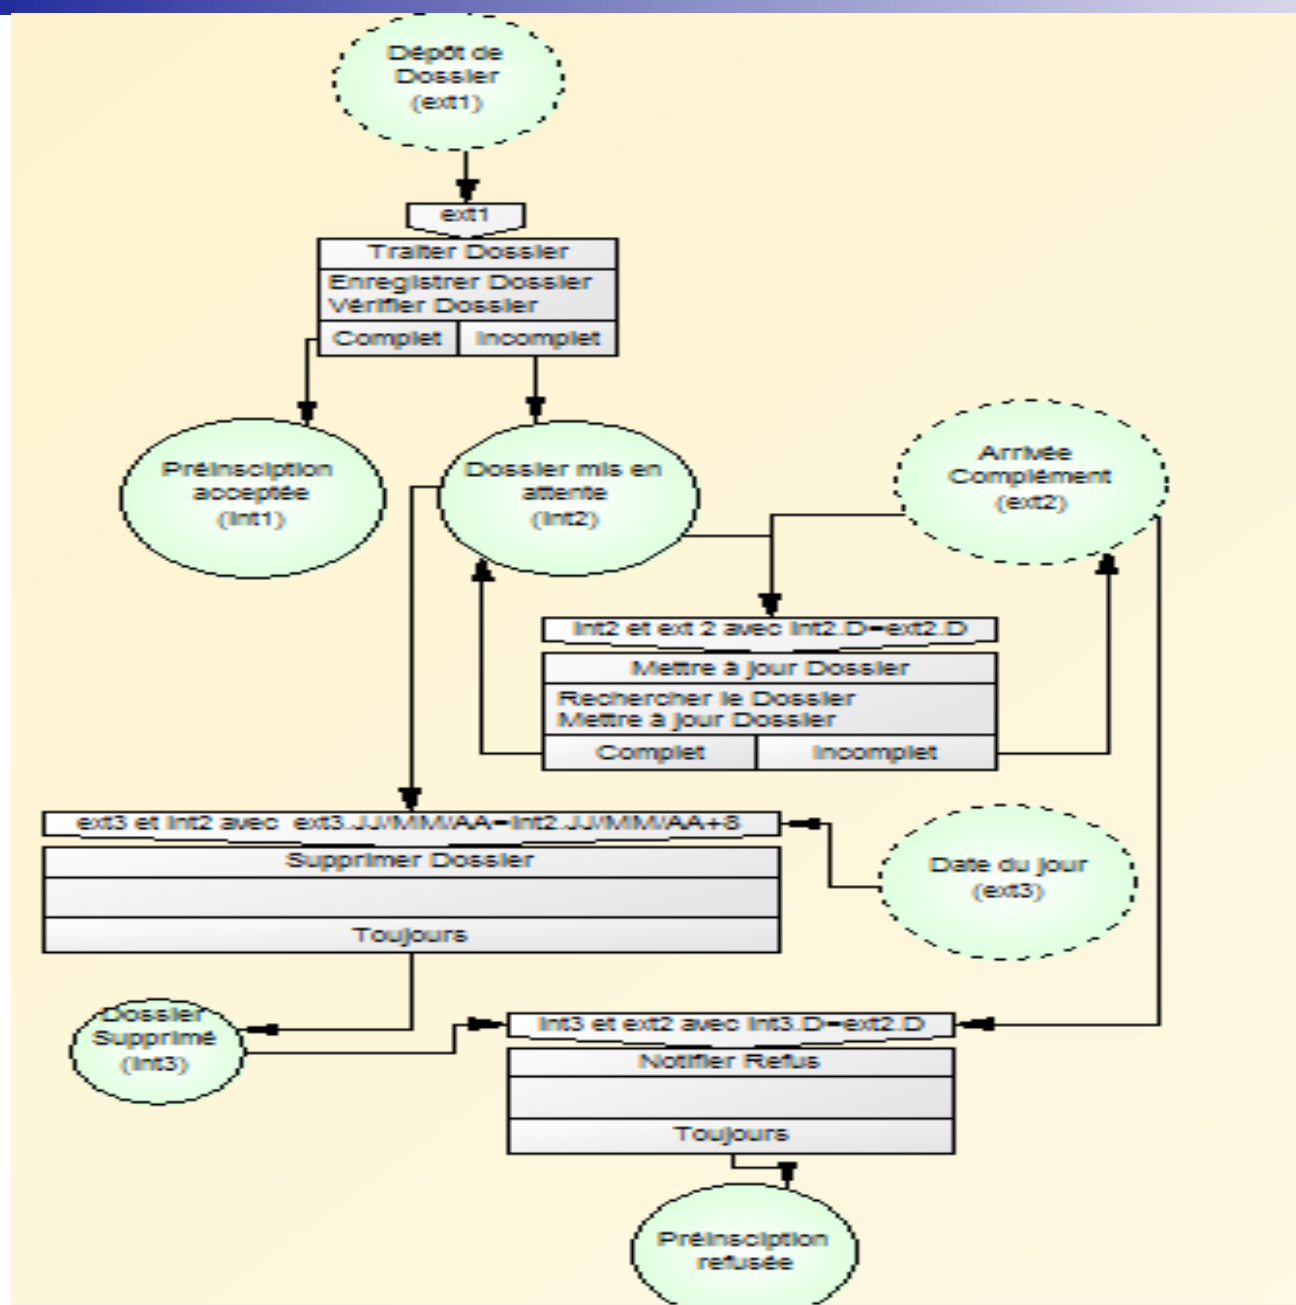 Dépôt de
Dossier
(ext1)
ext1
Traiter Dossier
Enregistrer Dossier
Vérifier Dossier
Complet
Incomplet
Préinsciption
acceptée
(int1)
Dossier mis en
attente
(int2)
Arrivée
Complément
(ext2)
int2 et ext 2 avec int2.D=ext2.D
Mettre à jour Dossier
Rechercher le Dossier
Mettre à jour Dossier
Complet
Incomplet
ext3 et int2 avec ext3.JJ/MM/AA=int2.JJ/MM/AA+8
Supprimer Dossier
Toujours
Date du jour
(ext3)
Dossier
Supprimé
(int3)
int3 et ext2 avec int3.D=ext2.D
Notifier Refus
Toujours
Préinsciption
refusée